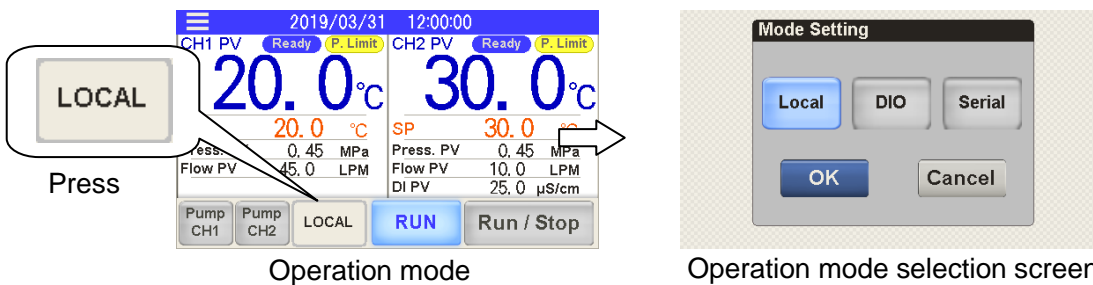 2019/03/31 12:00:00
CH1 PV Ready P. Limit CH2 PV Ready P. Limit
20.0°C 30.0°C
20.0 °C SP 30.0
0.45 MPa Press. PV 0.45 MPa
Flow PV 45.0 LPM Flow PV 10.0 LPM
DI PV 25.0 µS/cm
Pump CH1
Pump CH2
LOCAL
RUN
Run / Stop
LOCAL
Press
Operation mode
Mode Setting
Local DIO Serial
OK Cancel
Operation mode selection screen